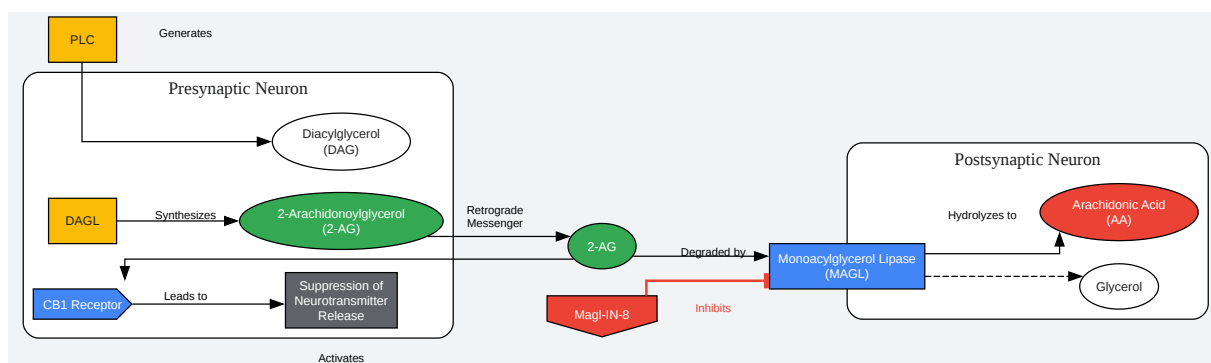 PLC
Generates
Presynaptic Neuron
Diacylglycerol
(DAG)
Postsynaptic Neuron
DAGL
Synthesizes
2-Arachidonoylglycerol
(2-AG)
Retrograde
Messenger
2-AG
Degraded by
Monoacylglycerol Lipase
(MAGL)
Hydrolyzes to
Arachidonic Acid
(AA)
Glycerol
CB1 Receptor
Leads to
Suppression of
Neurotransmitter
Release
Magl-IN-8
Inhibits
Activates